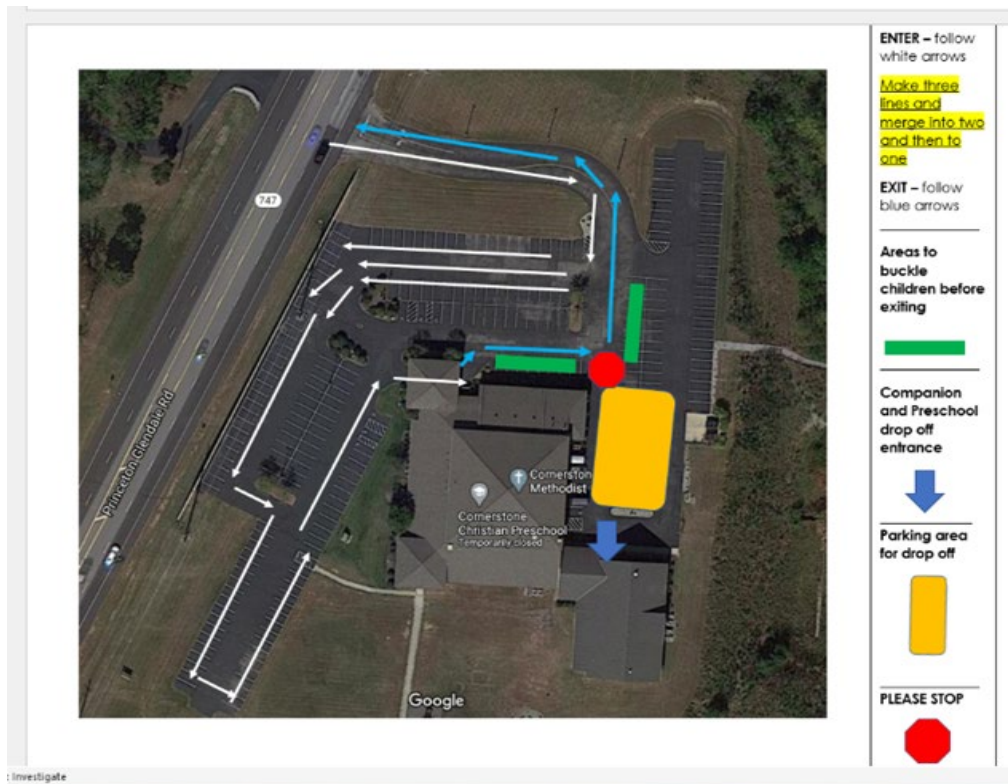 ENTER – follow
white arrows
Make three
lines and
merge into two
and then to
one
EXIT – follow
blue arrows
Areas to
buckle
children before
exiting
Companion
and Preschool
drop off
entrance
Parking area
for drop off
PLEASE STOP
747
Princeton Glendale Rd
Cornerston
Methodist
Cornerstone
Christian Preschool
Temporarily closed
Google
: Investigate